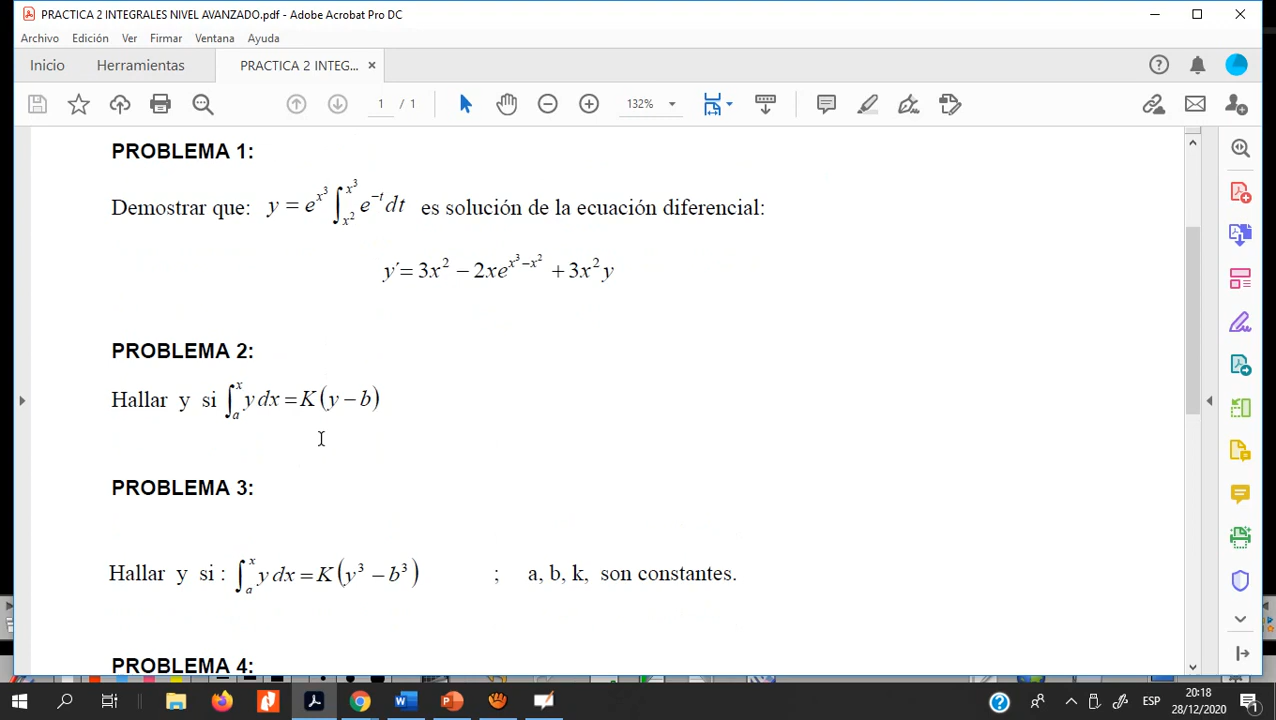 PRACTICA 2 INTEGRALES NIVEL AVANZADO.pdf - Adobe Acrobat Pro DC
Archivo Edición Ver Firmar Ventana Ayuda
Inicio Herramientas PRACTICA 2 INTEG... ×
1 / 1 132%
PROBLEMA 1:
Demostrar que: y = e^{x^3} ∫_{x^2}^{x^3} e^{-t} dt es solución de la ecuación diferencial:
y´= 3x^2 − 2xe^{x^3−x^2} + 3x^2 y
PROBLEMA 2:
Hallar y si ∫_a^x y dx = K(y − b)
PROBLEMA 3:
Hallar y si : ∫_a^x y dx = K(y^3 − b^3) ; a, b, k, son constantes.
PROBLEMA 4:
ESP 20:18
28/12/2020